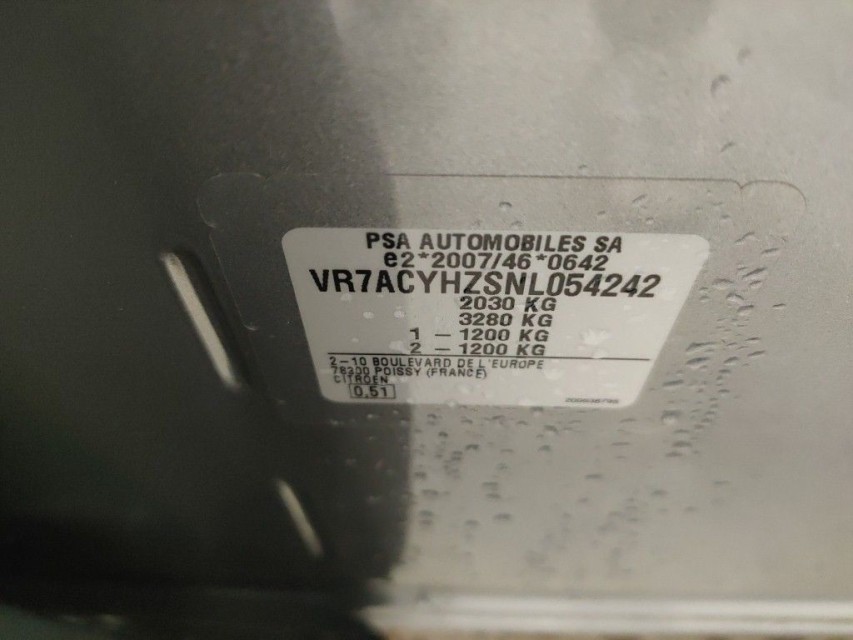 PSA AUTOMOBILES SA
e2*2007/46*0642
VR7ACYHZSNL054242
2030 KG
3280 KG
1 – 1200 KG
2 – 1200 KG
2-10 BOULEVARD DE L'EUROPE
78300 POISSY (FRANCE)
CITROEN
0.51